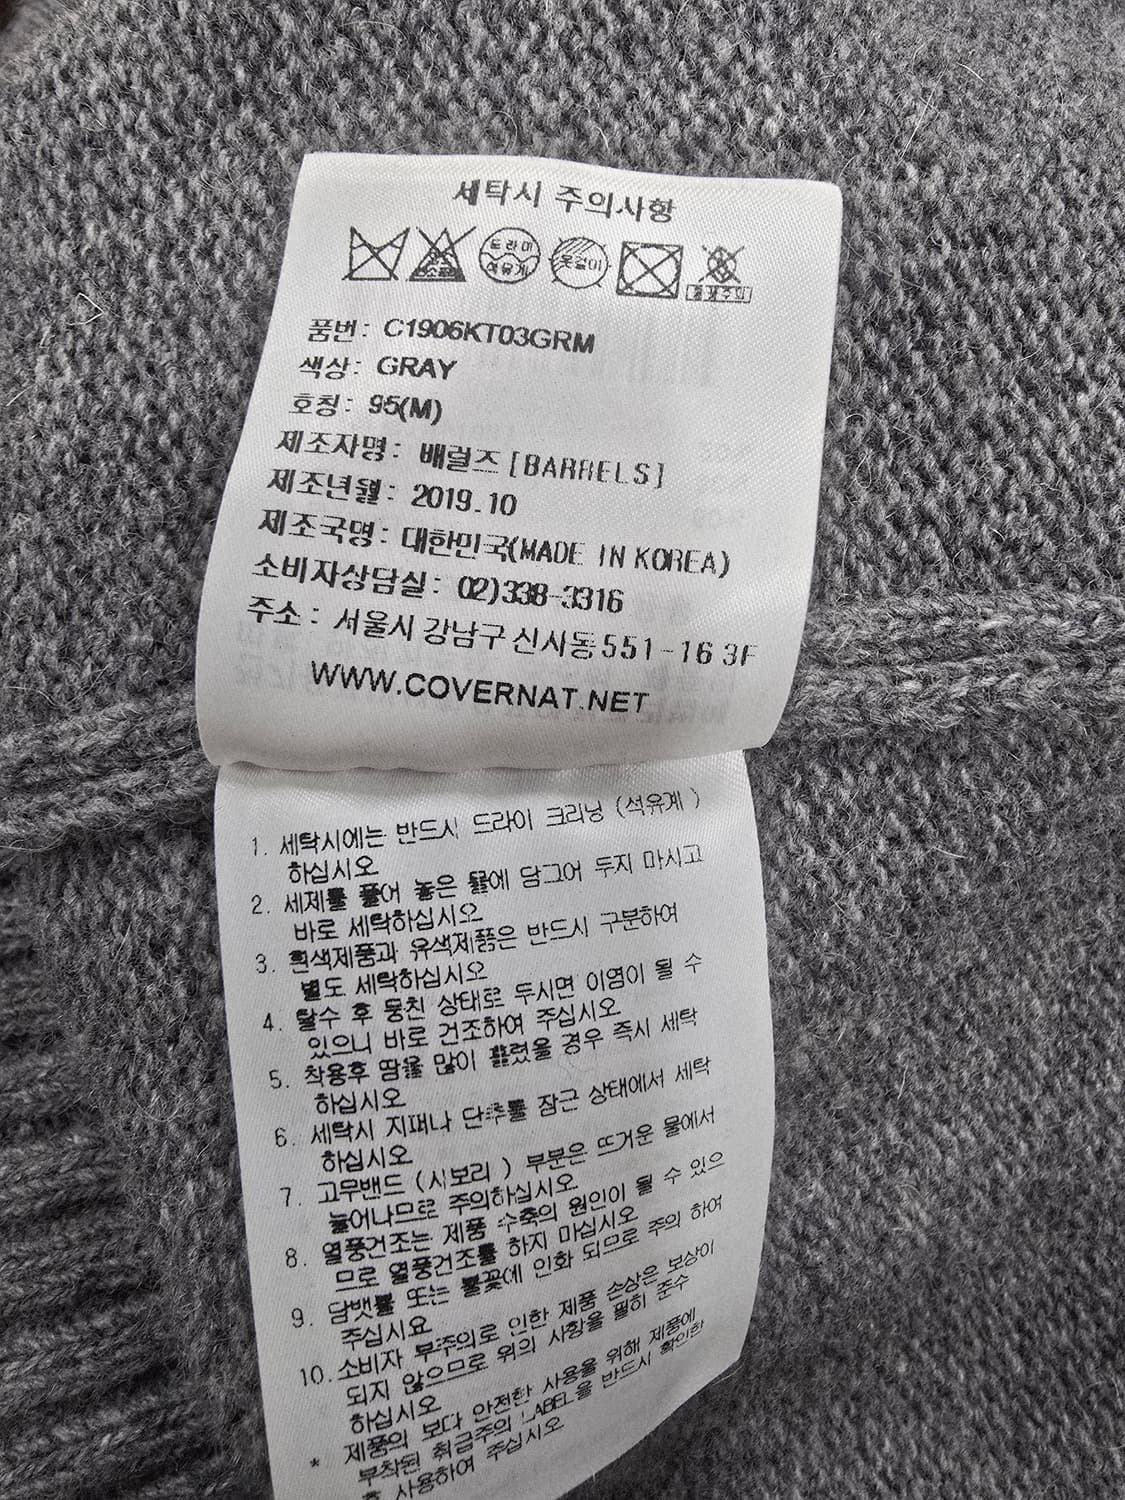 세탁시 주의사항
드라이
석유계
옷걸이
품번: C1906KT03GRM
색상: GRAY
호칭: 95(M)
제조자명: 배럴즈 [BARRELS]
제조년월: 2019.10
제조국명: 대한민국(MADE IN KOREA)
소비자상담실: 02)338-3316
주소: 서울시 강남구 신사동 551-16 3F
WWW.COVERNAT.NET
1. 세탁시에는 반드시 드라이 크리닝 (석유계)
하십시오
2. 세제를 풀어 놓은 물에 담그어 두지 마시고
바로 세탁하십시오
3. 흰색제품과 유색제품은 반드시 구분하여
별도 세탁하십시오
4. 탈수 후 뭉친 상태로 두시면 이염이 될 수
있으니 바로 건조하여 주십시오
5. 착용후 땀을 많이 흘렸을 경우 즉시 세탁
하십시오
6. 세탁시 지퍼나 단추를 잠근 상태에서 세탁
하십시오
7. 고무밴드 (시보리) 부분은 뜨거운 물에서
늘어나므로 주의하십시오
8. 열풍건조는 제품 수축의 원인이 될 수 있으
므로 열풍건조를 하지 마십시오
9. 담뱃불 또는 불꽃에 인화 되므로 주의 하여
주십시요
10. 소비자 부주의로 인한 제품 손상은 보상이
되지 않으므로 위의 사항을 필히 준수
하십시오
* 제품의 보다 안전한 사용을 위해 제품에
부착된 취급주의 LABEL을 반드시 확인한
후 사용하여 주십시오